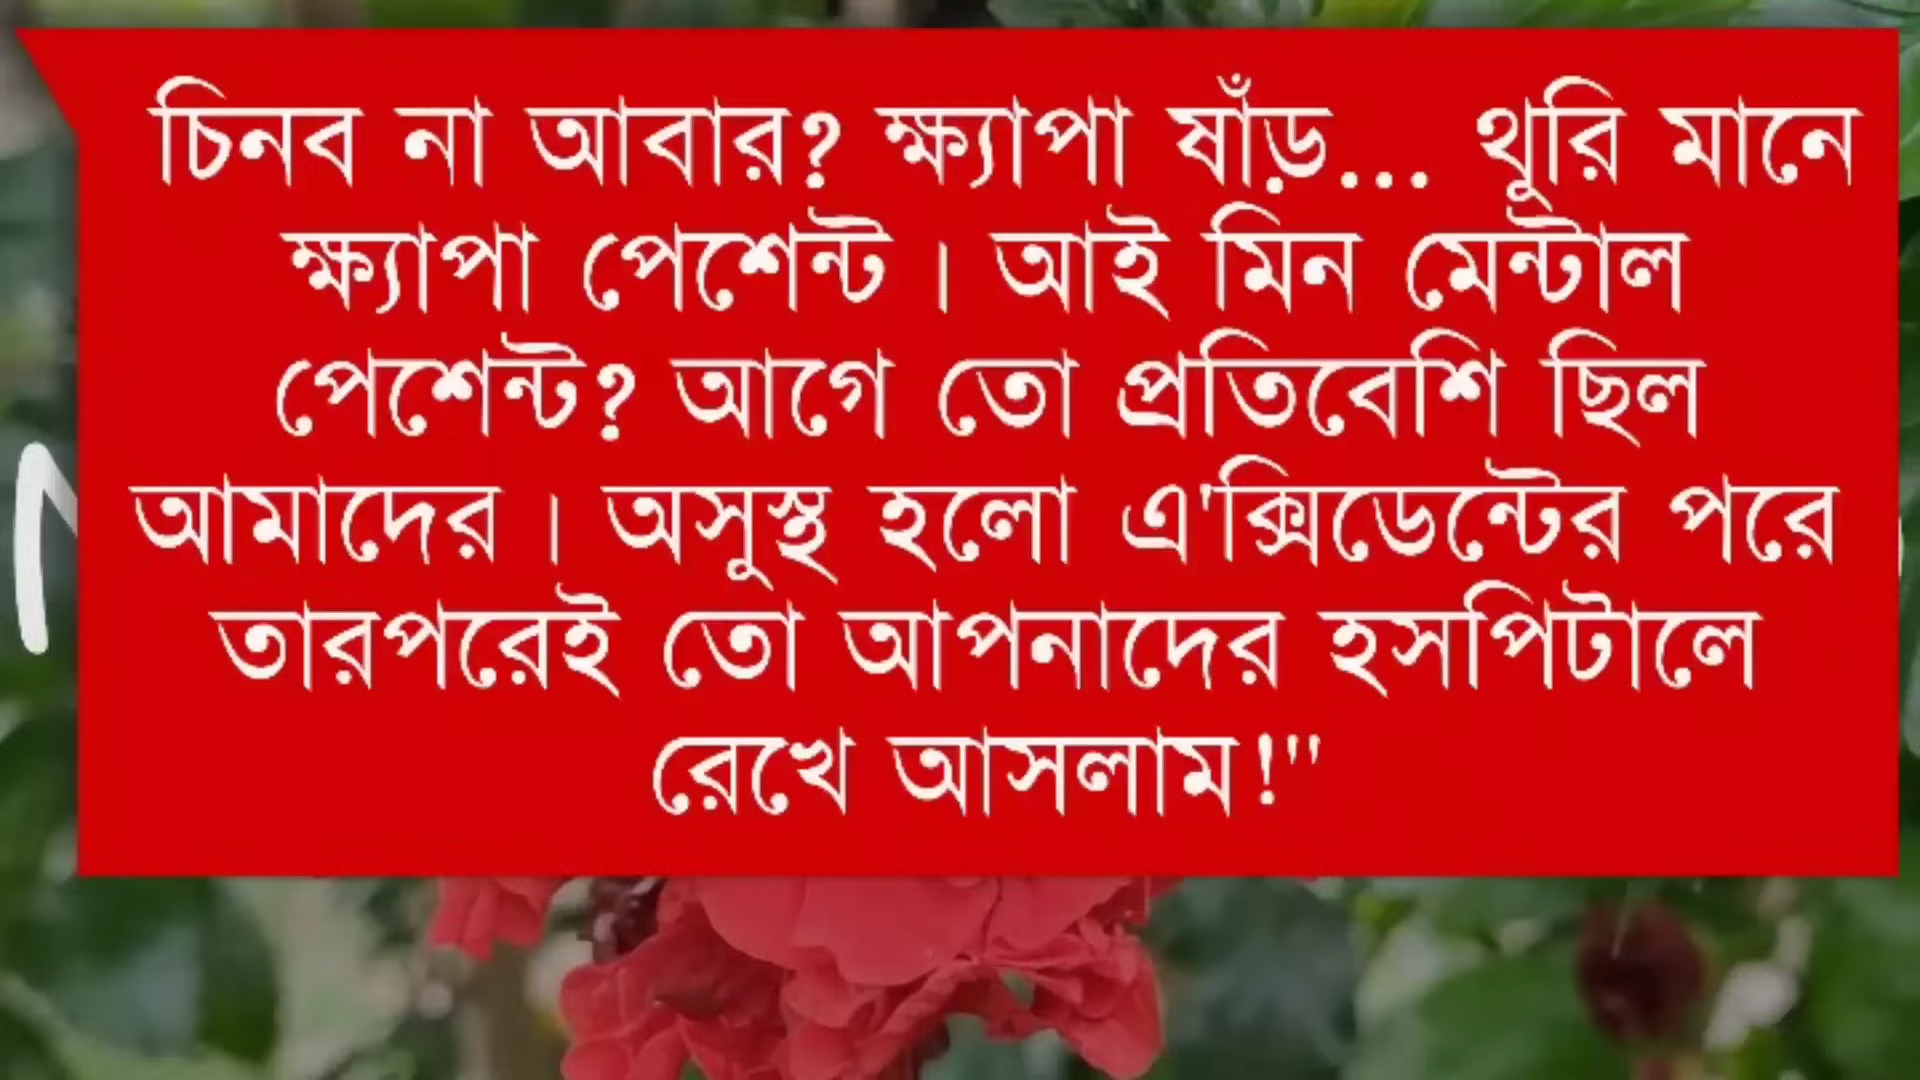 চিনব না আবার? ক্ষ্যাপা ষাঁড়... থূরি মানে
ক্ষ্যাপা পেশেন্ট। আই মিন মেন্টাল
পেশেন্ট? আগে তো প্রতিবেশি ছিল
আমাদের। অসুস্থ হলো এ'ক্সিডেন্টের পরে
তারপরেই তো আপনাদের হসপিটালে
রেখে আসলাম!"